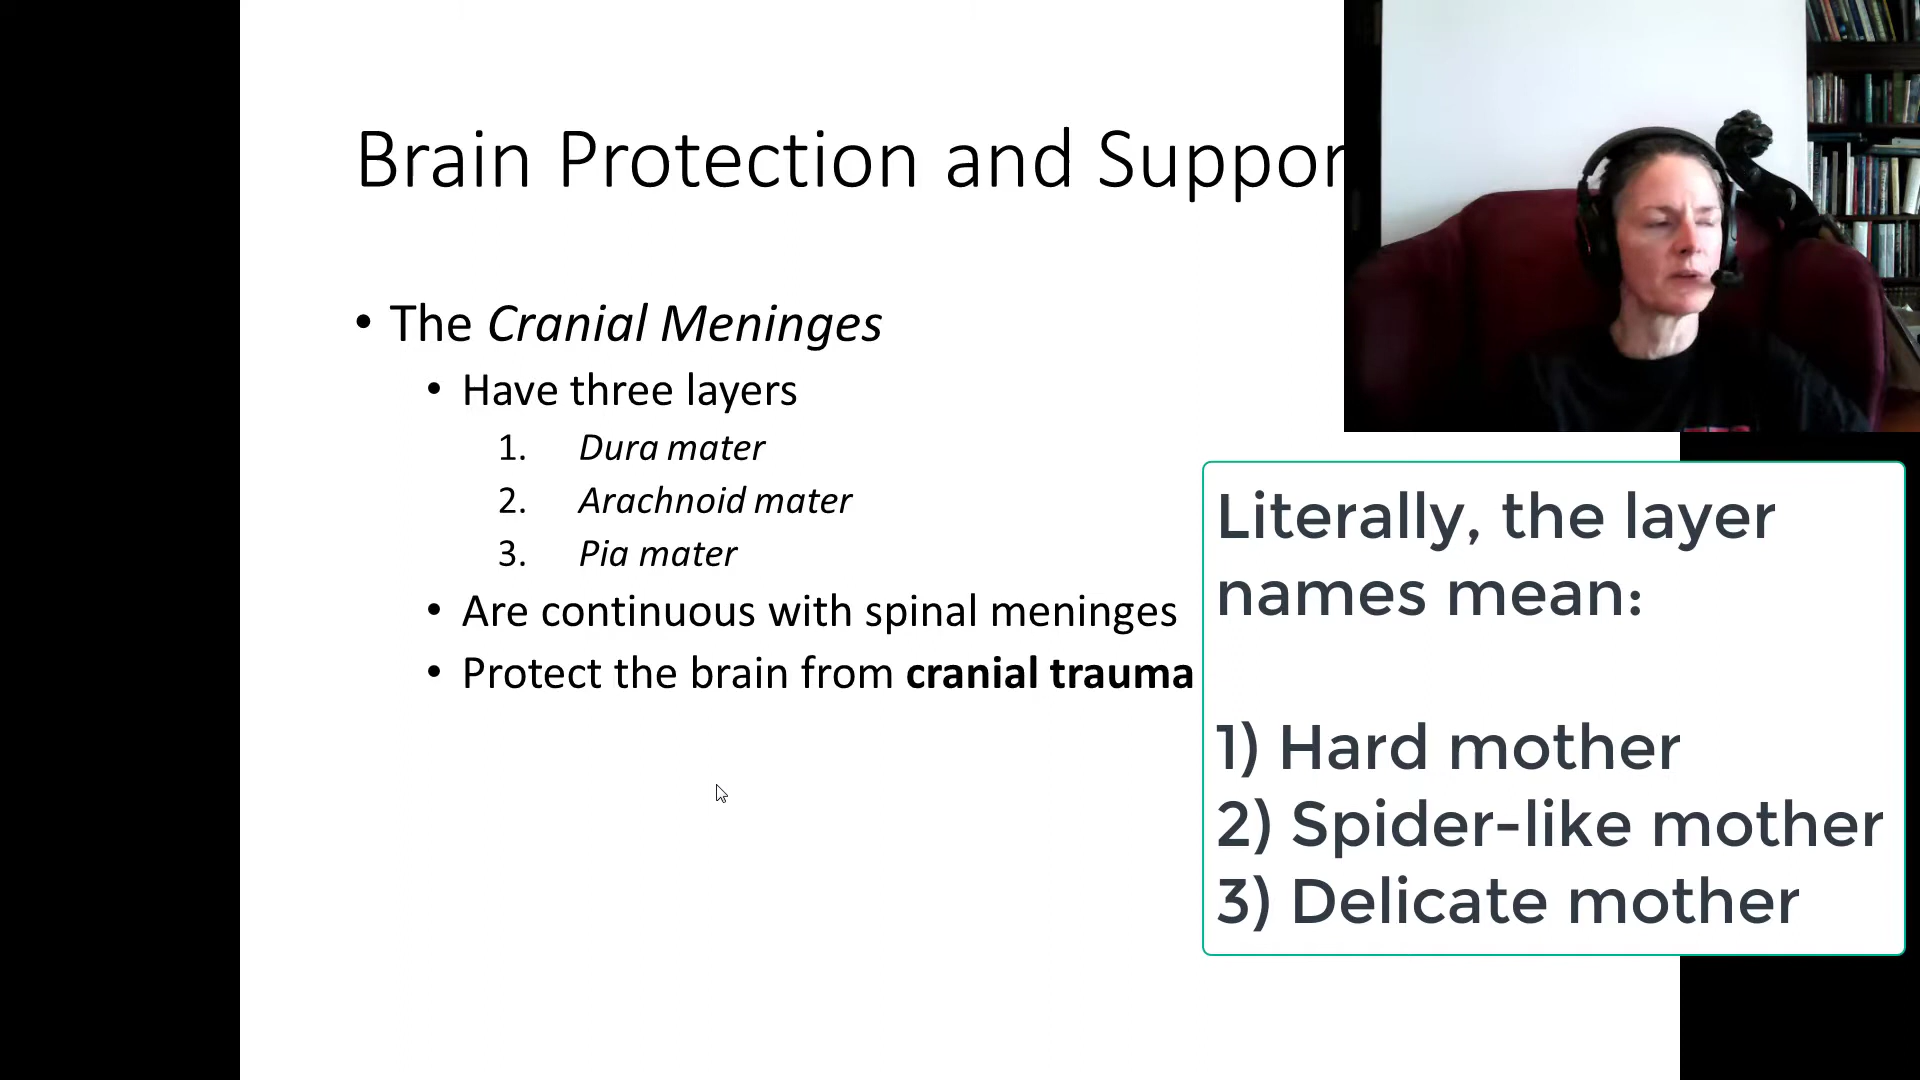 Brain Protection and Suppor
• The Cranial Meninges
• Have three layers
1. Dura mater
2. Arachnoid mater
3. Pia mater
• Are continuous with spinal meninges
• Protect the brain from cranial trauma
Literally, the layer
names mean:
1) Hard mother
2) Spider-like mother
3) Delicate mother